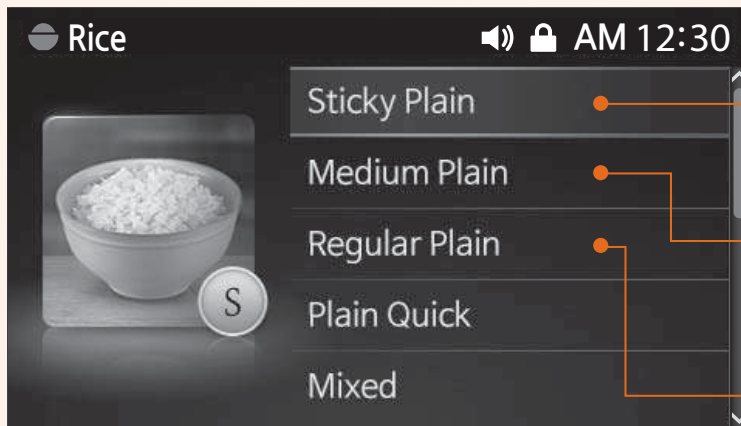 Rice AM 12:30
Sticky Plain
Medium Plain
Regular Plain
Plain Quick
Mixed
S